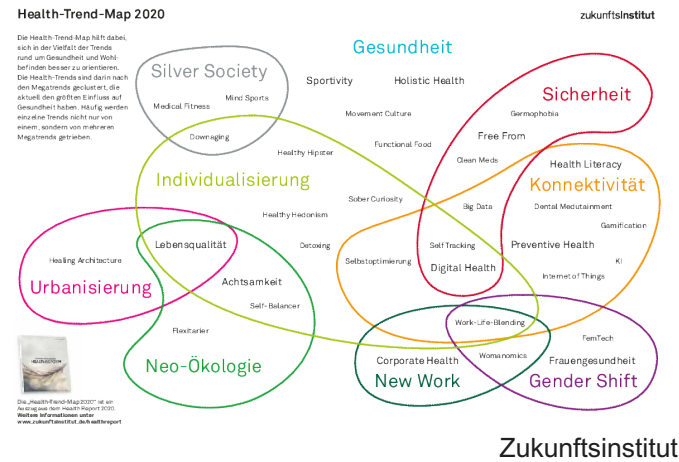 Health-Trend-Map 2020
zukunftsInstitut
Die Health-Trend-Map hilft dabei,
sich in der Vielfalt der Trends
rund um Gesundheit und Wohl-
befinden besser zu orientieren.
Die Health-Trends sind darin nach
den Megatrends geclustert, die
aktuell den größten Einfluss auf
Gesundheit haben. Häufig werden
einzelne Trends nicht nur von
einem, sondern von mehreren
Megatrends getrieben.
Gesundheit
Silver Society
Sportivity
Holistic Health
Sicherheit
Mind Sports
Medical Fitness
Movement Culture
Germophobia
Downaging
Free From
Functional Food
Healthy Hipster
Clean Meds
Health Literacy
Individualisierung
Konnektivität
Sober Curiosity
Big Data
Dental Medutainment
Healthy Hedonism
Gamification
Lebensqualität
Detoxing
Self Tracking
Preventive Health
Healing Architecture
Selbstoptimierung
Digital Health
KI
Internet of Things
Urbanisierung
Achtsamkeit
Self-Balancer
Flexitarier
Work-Life-Blending
FemTech
Neo-Ökologie
Corporate Health
Womanomics
Frauengesundheit
New Work
Gender Shift
Die „Health-Trend-Map 2020“ ist ein
Auszug aus dem Health Report 2020.
Weitere Informationen unter
www.zukunftsinstitut.de/healthreport
Zukunftsinstitut